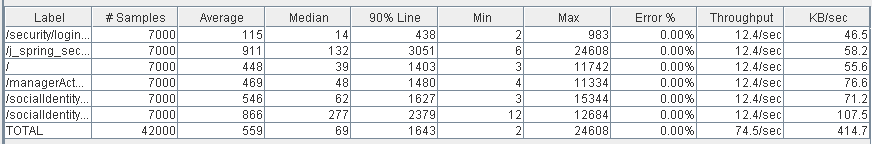 Label # Samples Average Median 90% Line Min Max Error % Throughput KB/sec
/security/login... 7000 115 14 438 2 983 0.00% 12.4/sec 46.5
/j_spring_sec... 7000 911 132 3051 6 24608 0.00% 12.4/sec 58.2
/ 7000 448 39 1403 3 11742 0.00% 12.4/sec 55.6
/managerAct... 7000 469 48 1480 4 11334 0.00% 12.4/sec 76.6
/socialIdentity... 7000 546 62 1627 3 15344 0.00% 12.4/sec 71.2
/socialIdentity... 7000 866 277 2379 12 12684 0.00% 12.4/sec 107.5
TOTAL 42000 559 69 1643 2 24608 0.00% 74.5/sec 414.7